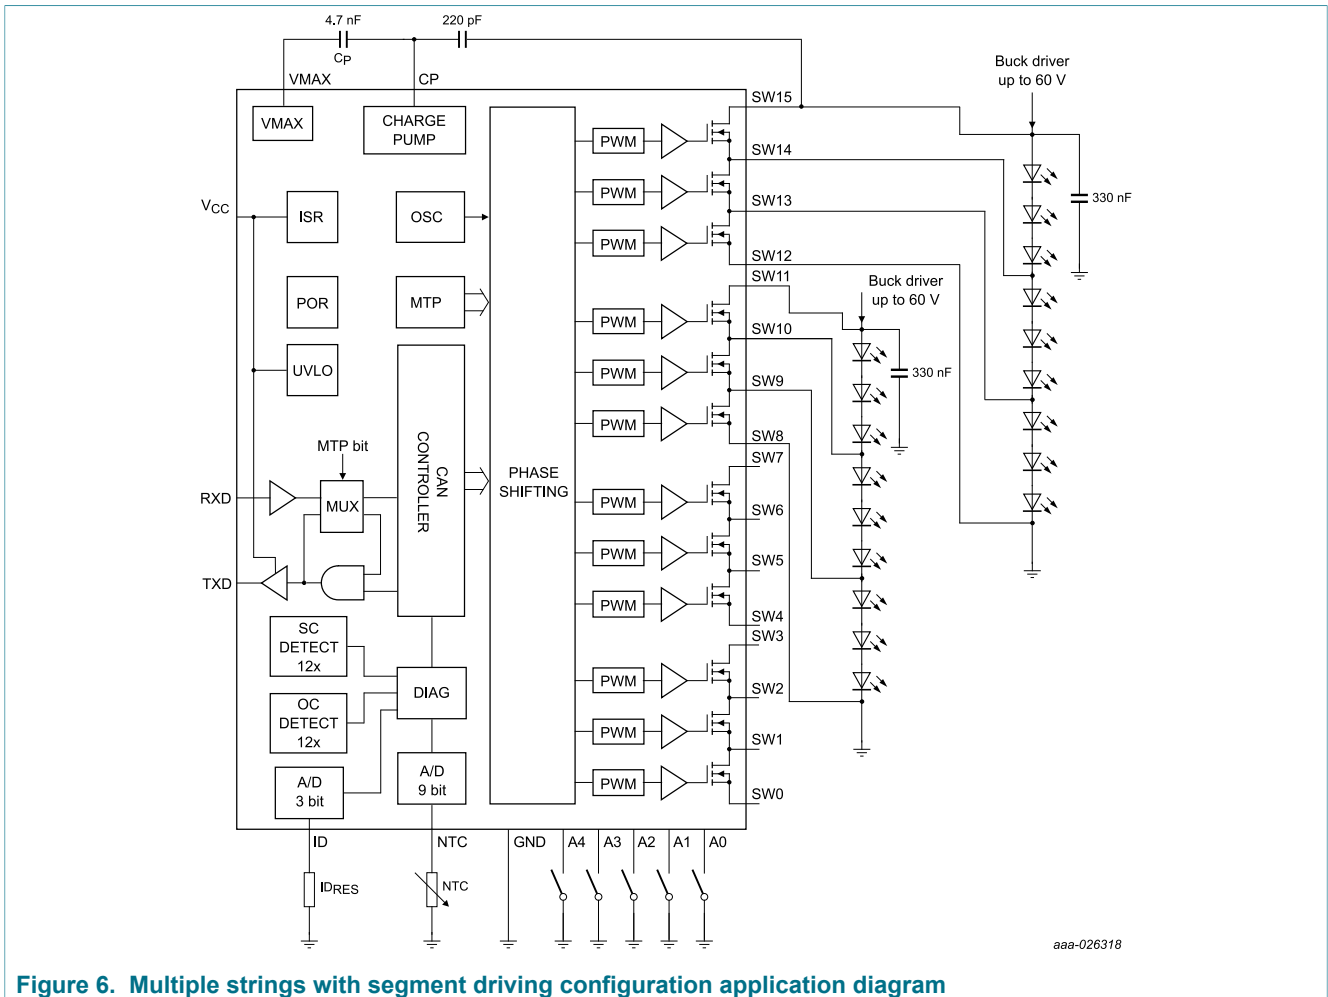 4.7 nF
220 pF
CP
VMAX
CP
Buck driver
up to 60 V
SW15
VMAX
CHARGE
PUMP
PWM
SW14
330 nF
VCC
ISR
OSC
PWM
SW13
PWM
SW12
SW11
Buck driver
up to 60 V
POR
MTP
PWM
SW10
UVLO
PWM
SW9
330 nF
PWM
SW8
MTP bit
CAN
CONTROLLER
PHASE
SHIFTING
SW7
RXD
MUX
PWM
SW6
PWM
SW5
TXD
PWM
SW4
SC
DETECT
12x
SW3
DIAG
PWM
SW2
OC
DETECT
12x
PWM
SW1
A/D
3 bit
A/D
9 bit
PWM
SW0
ID
NTC
GND
A4
A3
A2
A1
A0
IDRES
NTC
aaa-026318
Figure 6. Multiple strings with segment driving configuration application diagram